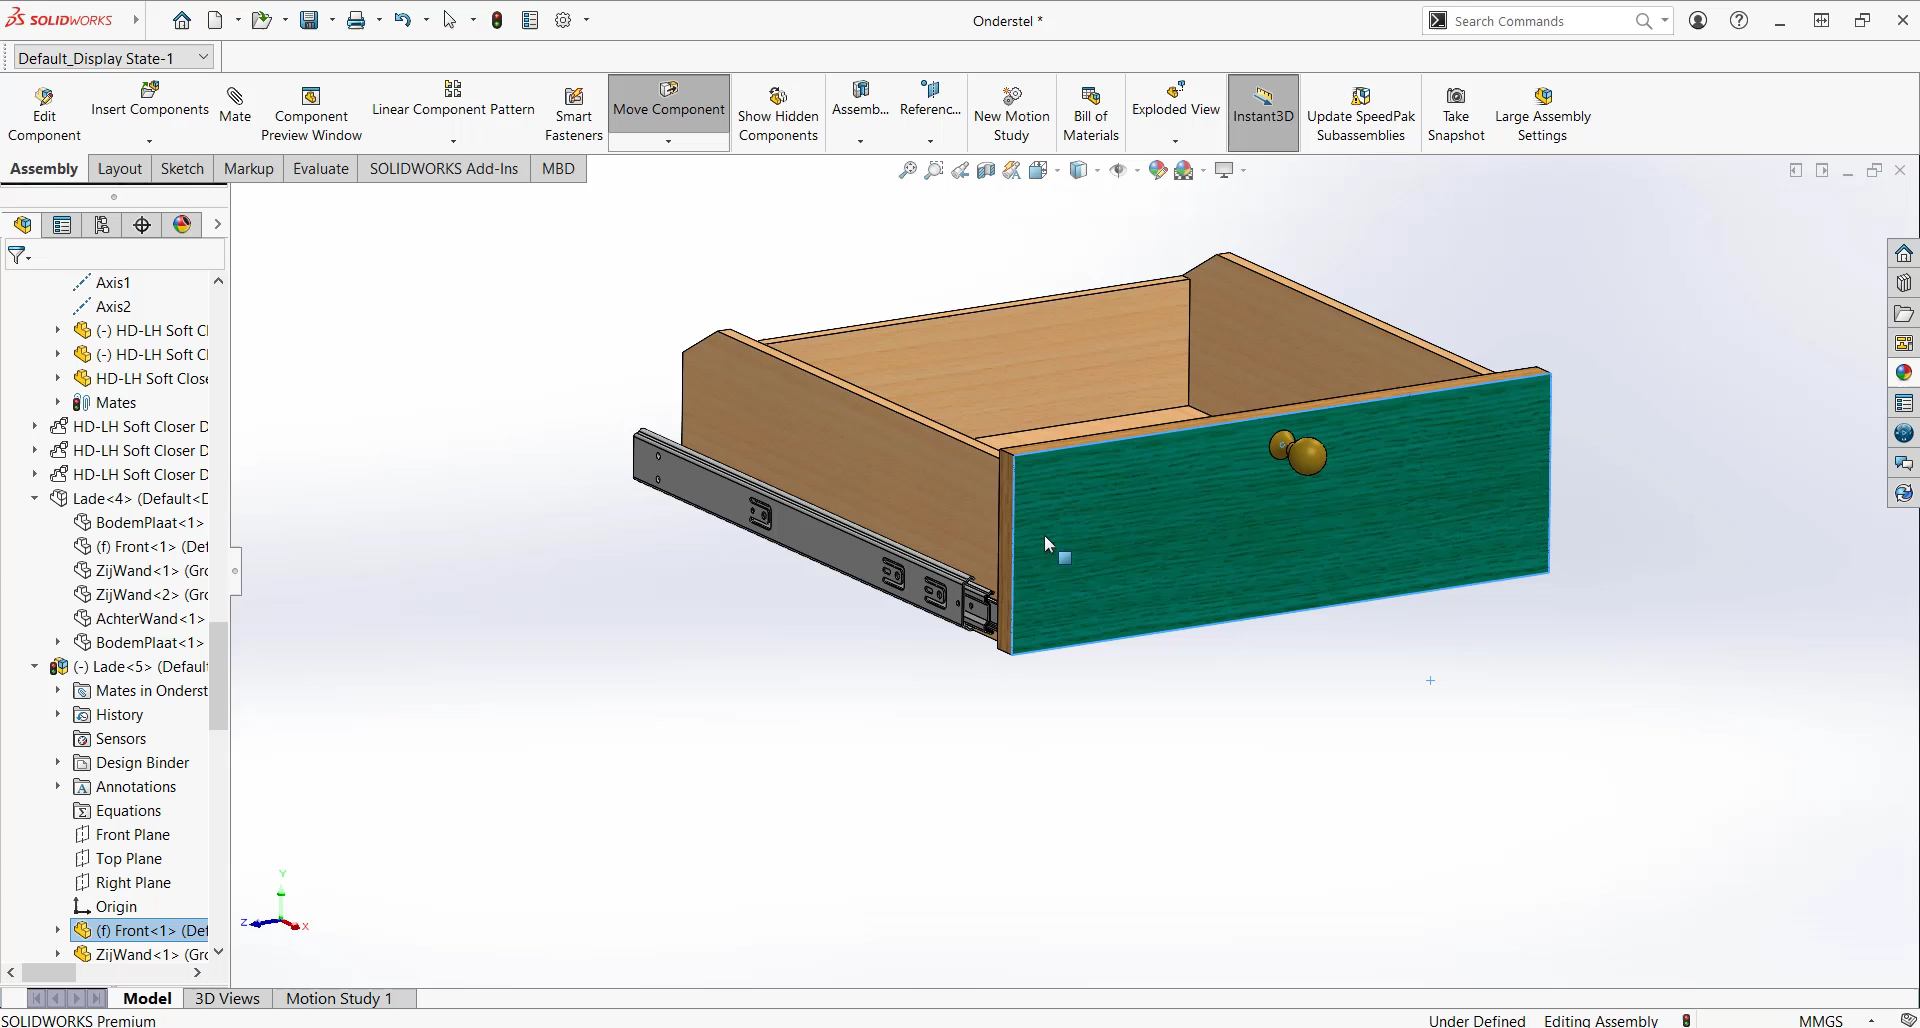 SOLIDWORKS
Onderstel *
Search Commands
Default_Display State-1
Edit Component
Insert Components
Mate
Component Preview Window
Linear Component Pattern
Smart Fasteners
Move Component
Show Hidden Components
Assemb...
Referenc...
New Motion Study
Bill of Materials
Exploded View
Instant3D
Update SpeedPak Subassemblies
Take Snapshot
Large Assembly Settings
Assembly
Layout
Sketch
Markup
Evaluate
SOLIDWORKS Add-Ins
MBD
Axis1
Axis2
(-) HD-LH Soft Cl
(-) HD-LH Soft Cl
HD-LH Soft Close
Mates
HD-LH Soft Closer D
HD-LH Soft Closer D
HD-LH Soft Closer D
Lade<4> (Default<D
BodemPlaat<1>
(f) Front<1> (Def
ZijWand<1> (Gro
ZijWand<2> (Gro
AchterWand<1>
BodemPlaat<1>
(-) Lade<5> (Default
Mates in Onderst
History
Sensors
Design Binder
Annotations
Equations
Front Plane
Top Plane
Right Plane
Origin
(f) Front<1> (Def
ZijWand<1> (Gro
Y
Z
X
Model
3D Views
Motion Study 1
SOLIDWORKS Premium
Under Defined
Editing Assembly
MMGS